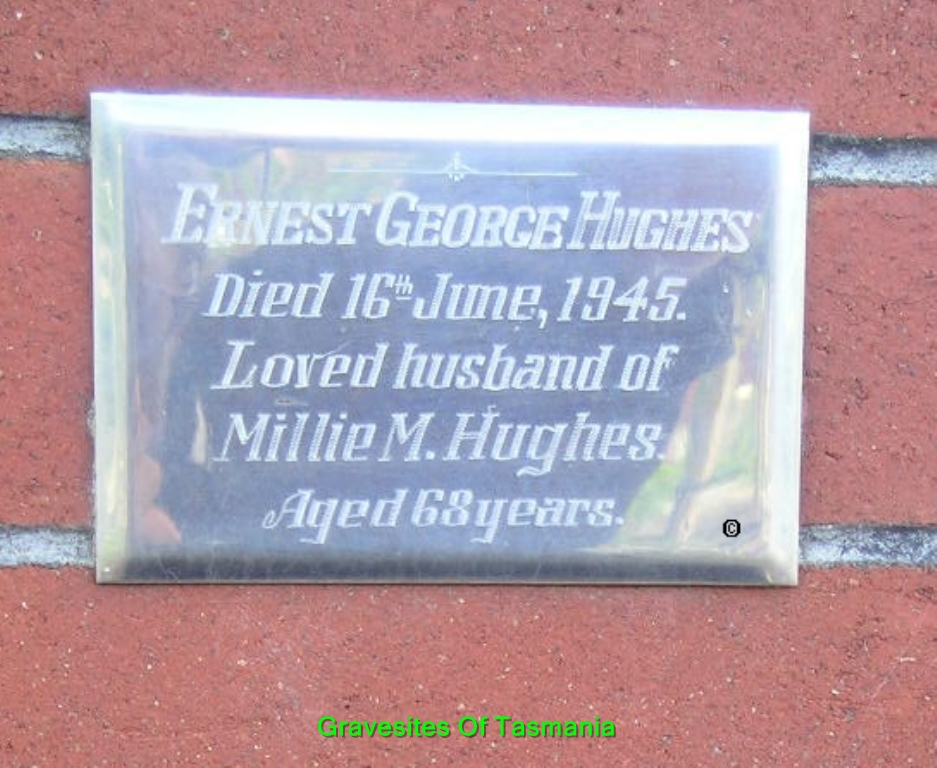 ERNEST GEORGE HUGHES
Died 16th June, 1945.
Loved husband of
Millie M. Hughes.
Aged 68 years.
©
Gravesites Of Tasmania